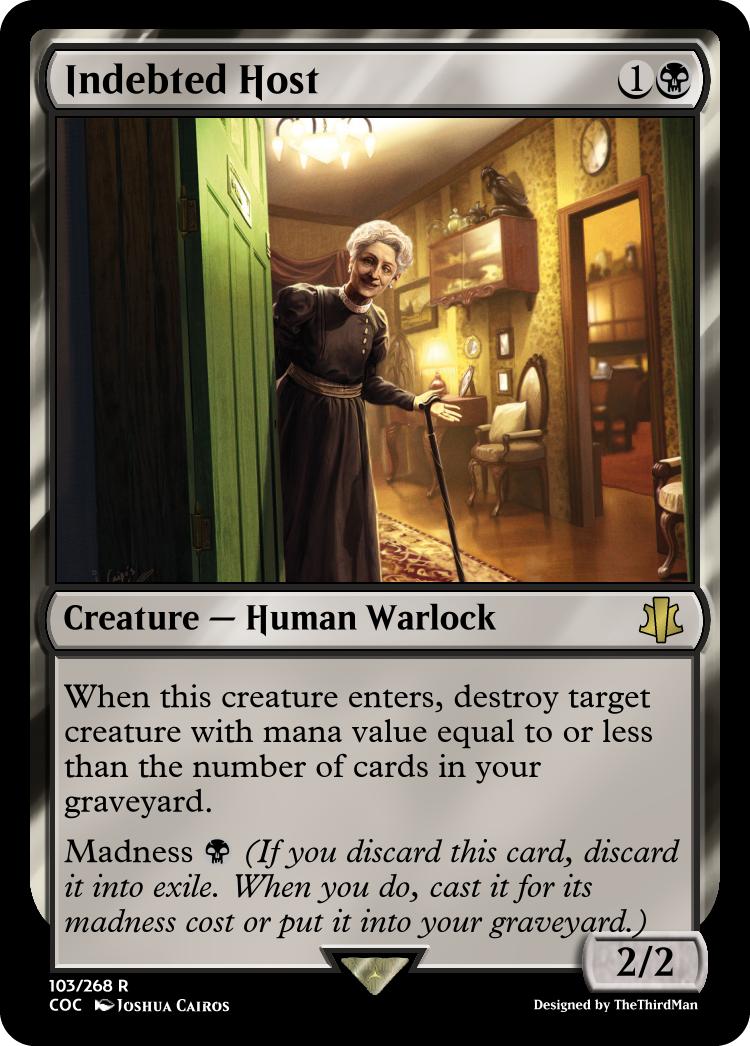 Indebted Host 1
Creature — Human Warlock
When this creature enters, destroy target
creature with mana value equal to or less
than the number of cards in your
graveyard.
Madness (If you discard this card, discard
it into exile. When you do, cast it for its
madness cost or put it into your graveyard.)
2/2
103/268 R
COC Joshua Cairos
Designed by TheThirdMan